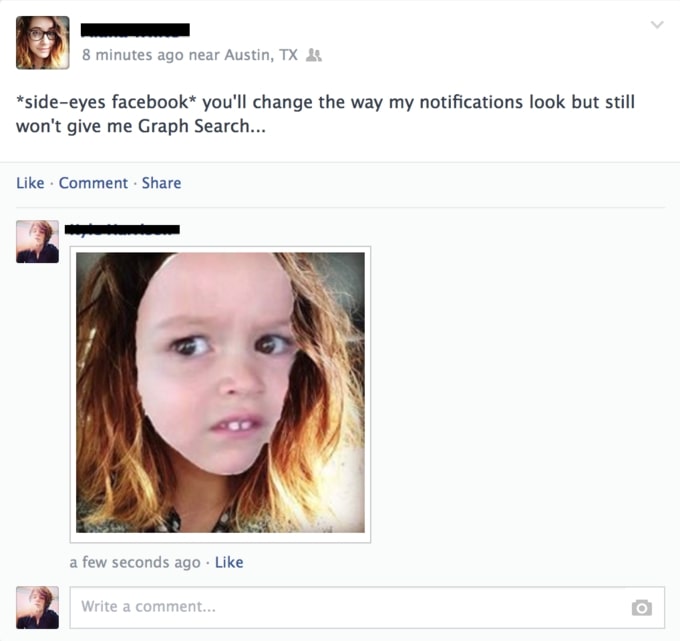 8 minutes ago near Austin, TX
*side-eyes facebook* you'll change the way my notifications look but still
won't give me Graph Search...
Like · Comment · Share
a few seconds ago · Like
Write a comment...